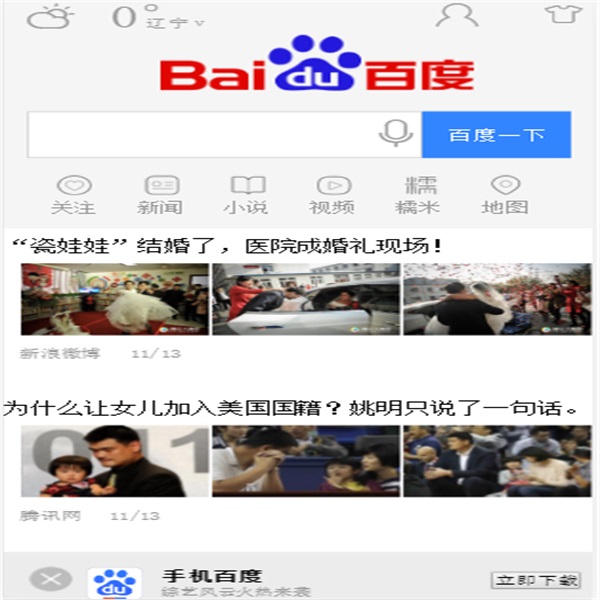 0°辽宁
Bai du 百度
百度一下
关注 新闻 小说 视频 糯米 地图
“瓷娃娃”结婚了，医院成婚礼现场！
新浪微博 11/13
为什么让女儿加入美国国籍？姚明只说了一句话。
011
腾讯网 11/13
du 手机百度 立即下载
综艺风云火热来袭